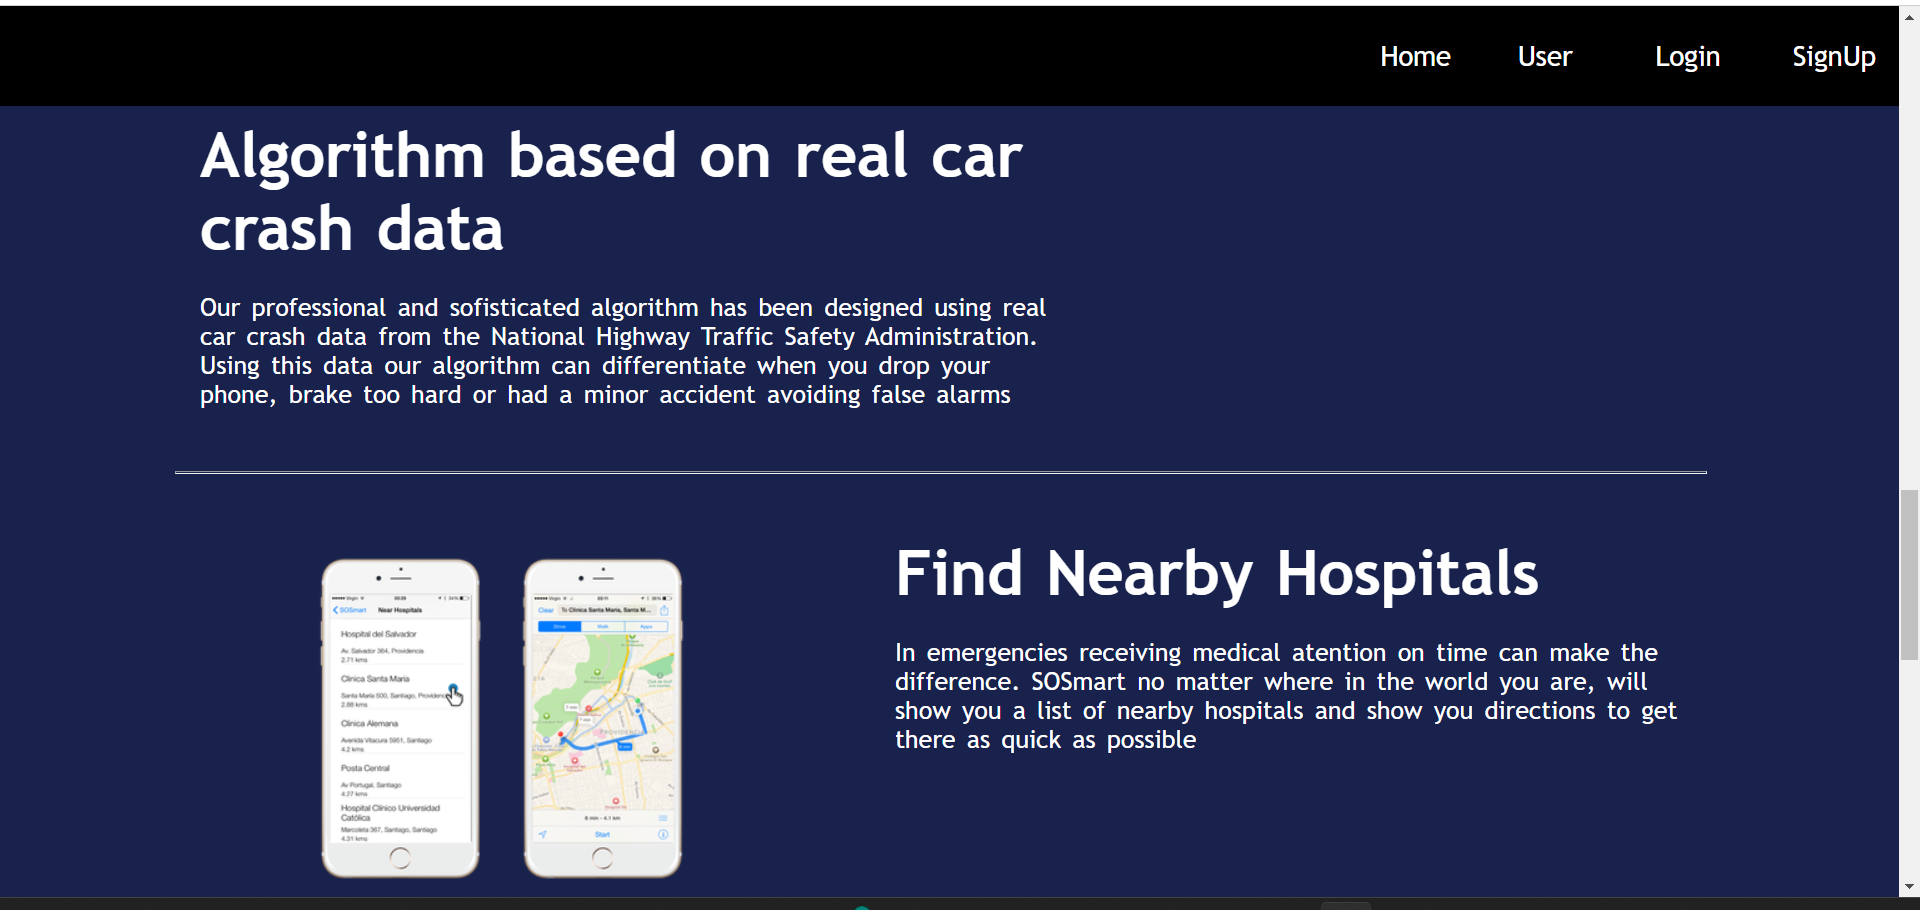 Home User Login SignUp
Algorithm based on real car
crash data
Our professional and sofisticated algorithm has been designed using real
car crash data from the National Highway Traffic Safety Administration.
Using this data our algorithm can differentiate when you drop your
phone, brake too hard or had a minor accident avoiding false alarms
SOSmart Near Hospitals
Hospital del Salvador
Av. Salvador 364, Providencia
2.71 kms
Clinica Santa Maria
Santa Maria 500, Santiago, Providenc
2.88 kms
Clinica Alemana
Avenida Vitacura 5951, Santiago
4.2 kms
Posta Central
Av Portugal, Santiago
4.27 kms
Hospital Clínico Universidad
Católica
Marcoleta 367, Santiago, Santiago
4.31 kms
Clear To Clinica Santa Maria, Santa M...
Drive Walk Apps
PROVIDENCIA
6 min - 4.1 km
Start
Find Nearby Hospitals
In emergencies receiving medical atention on time can make the
difference. SOSmart no matter where in the world you are, will
show you a list of nearby hospitals and show you directions to get
there as quick as possible